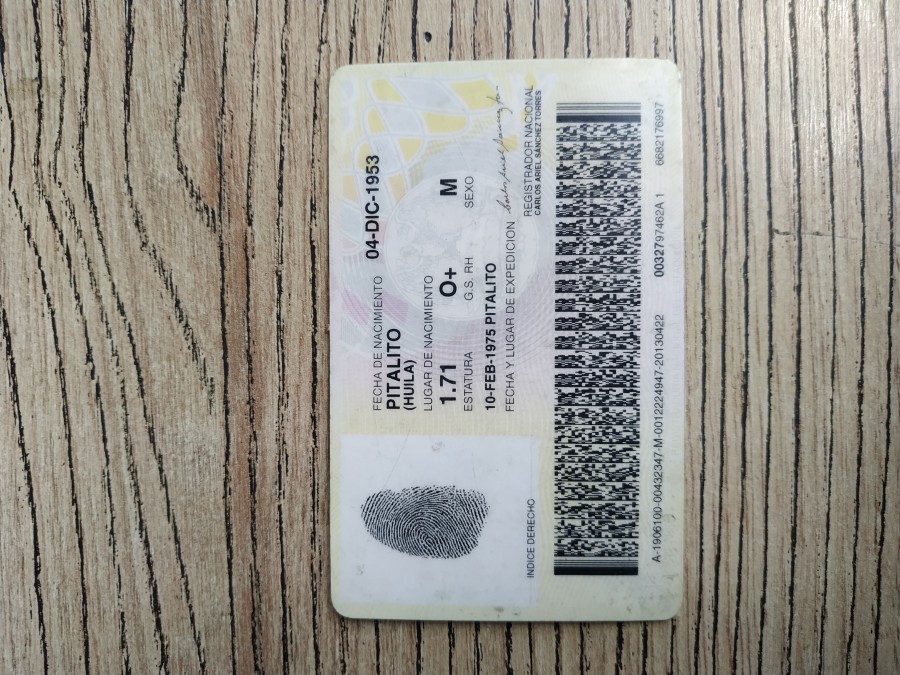 FECHA DE NACIMIENTO 04-DIC-1953
PITALITO
(HUILA)
LUGAR DE NACIMIENTO
1.71 O+ M
ESTATURA G.S. RH SEXO
10-FEB-1975 PITALITO
FECHA Y LUGAR DE EXPEDICION
REGISTRADOR NACIONAL
CARLOS ARIEL SÁNCHEZ TORRES
INDICE DERECHO
A-1906100-00432347-M-0012224947-20130422 0032797462A 1 6682176997